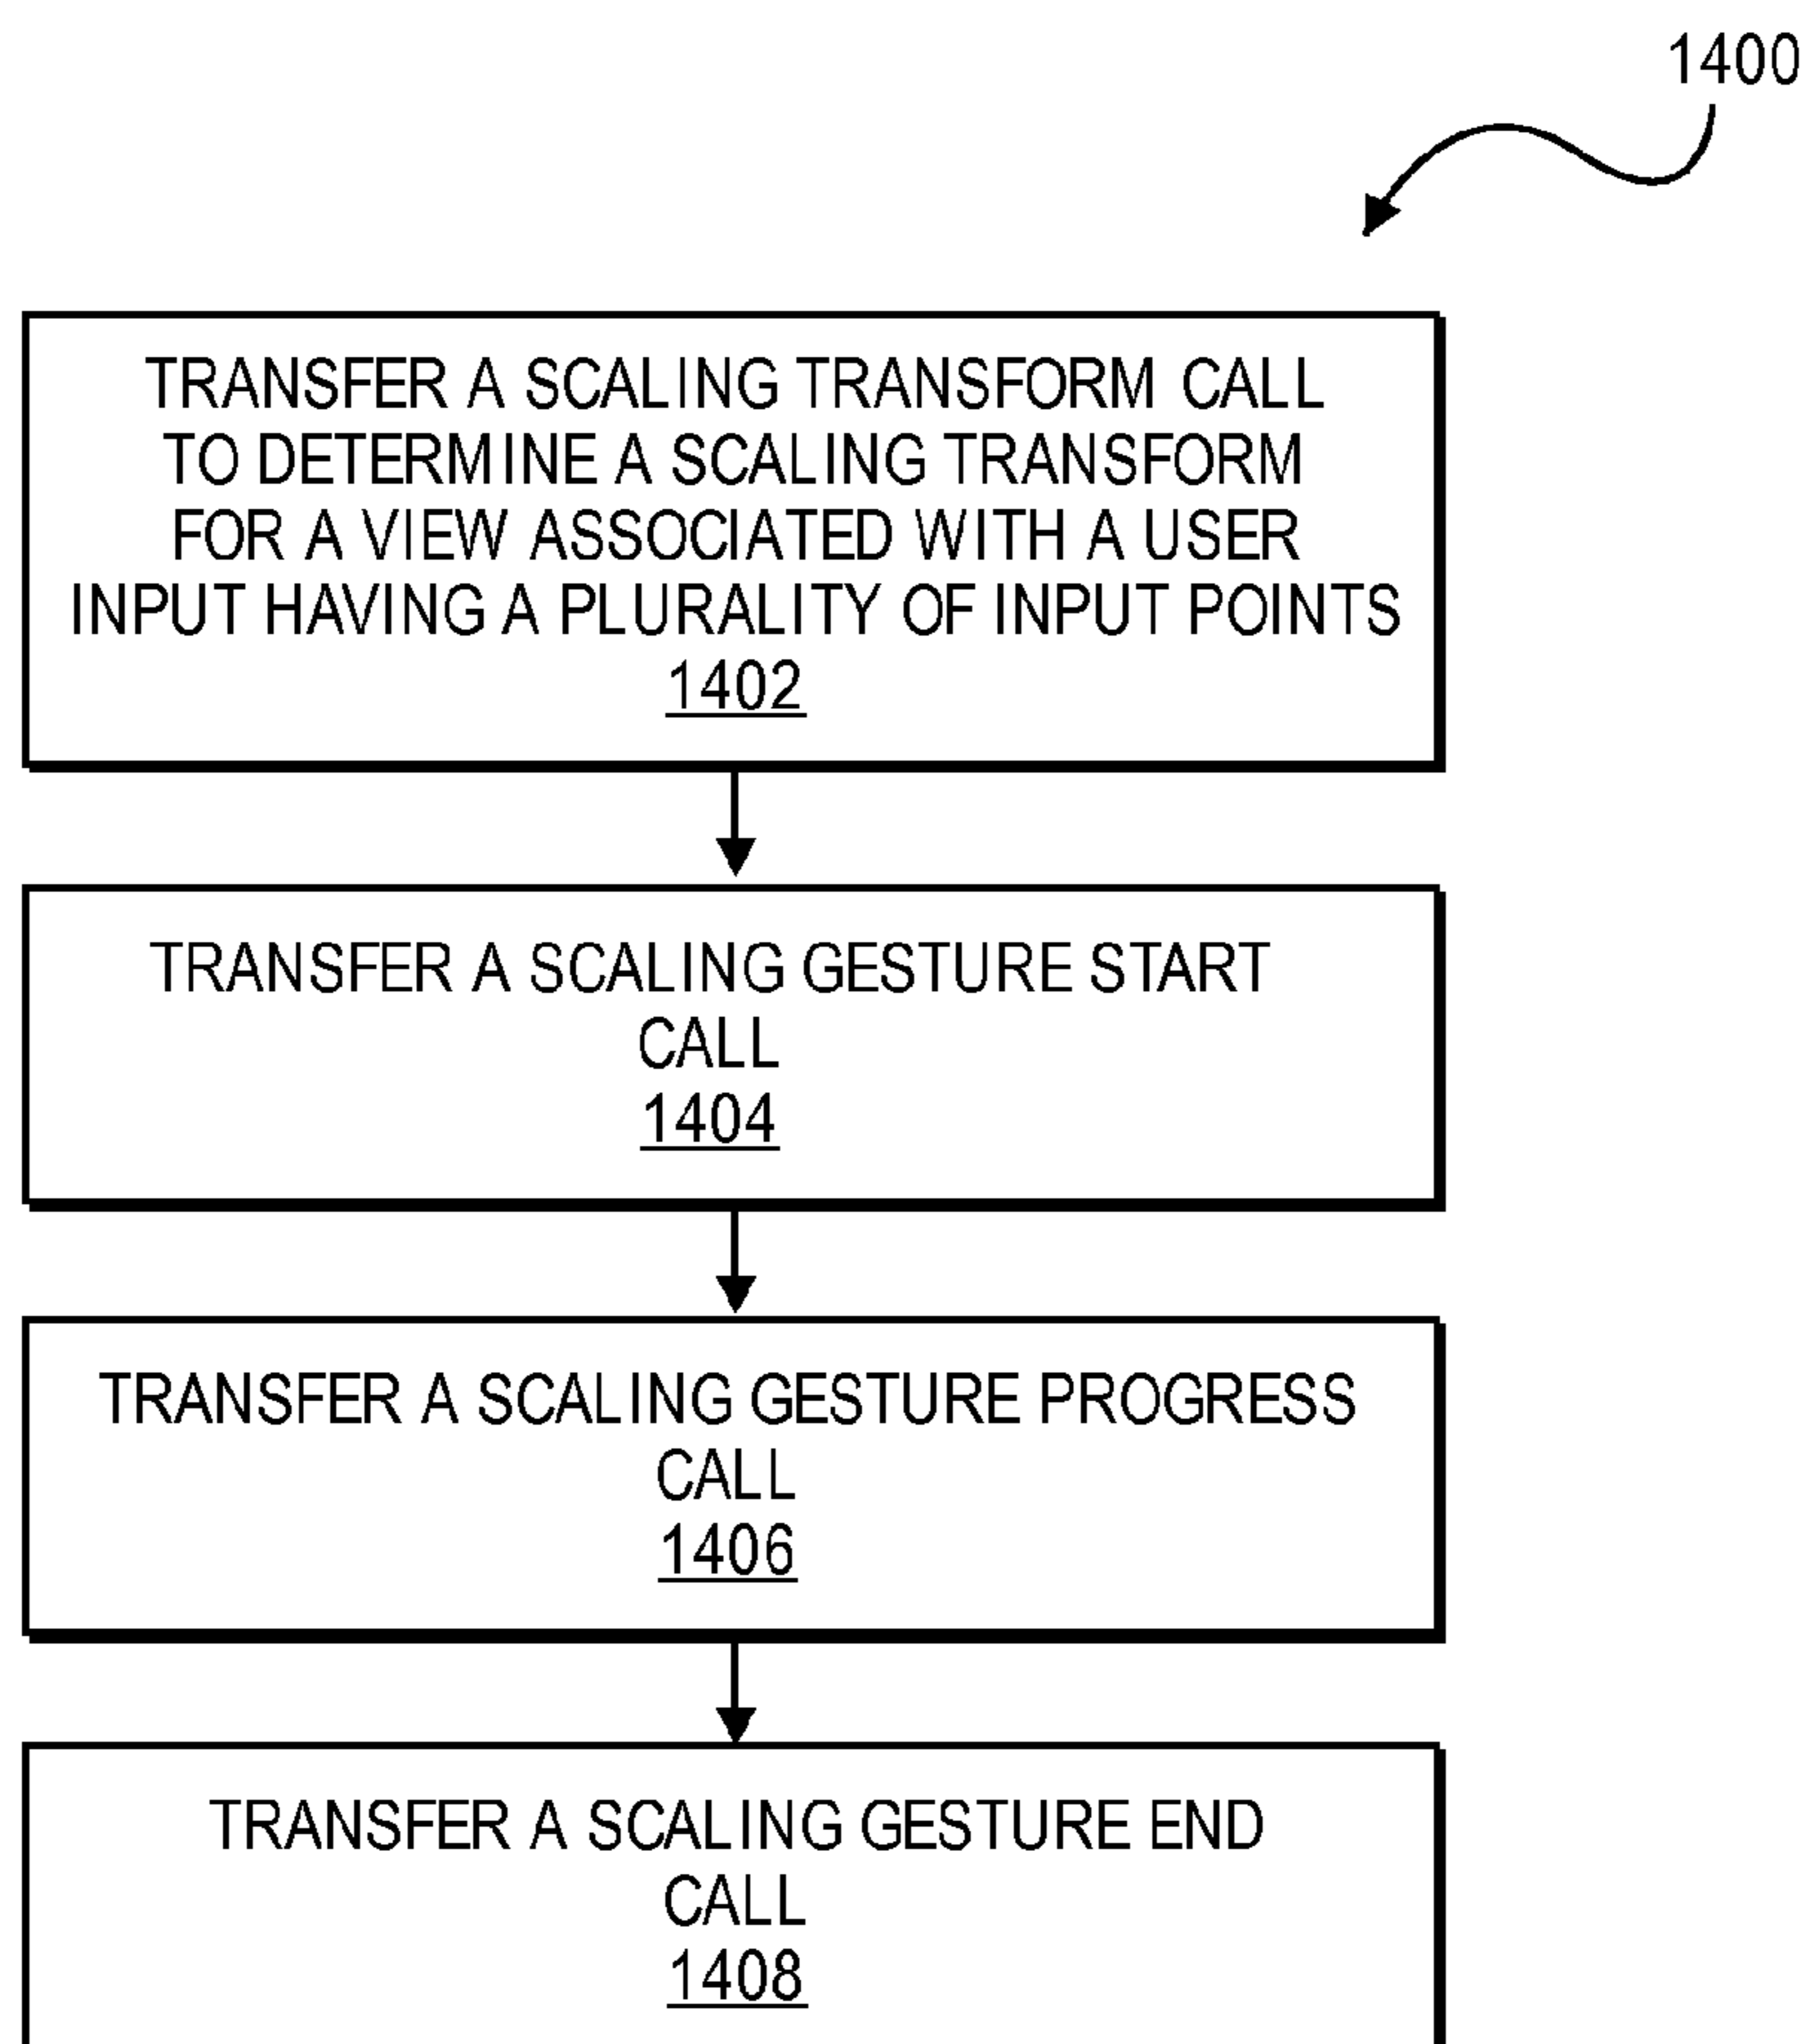 1400
TRANSFER A SCALING TRANSFORM CALL
TO DETERMINE A SCALING TRANSFORM
FOR A VIEW ASSOCIATED WITH A USER
INPUT HAVING A PLURALITY OF INPUT POINTS
1402
TRANSFER A SCALING GESTURE START
CALL
1404
TRANSFER A SCALING GESTURE PROGRESS
CALL
1406
TRANSFER A SCALING GESTURE END
CALL
1408